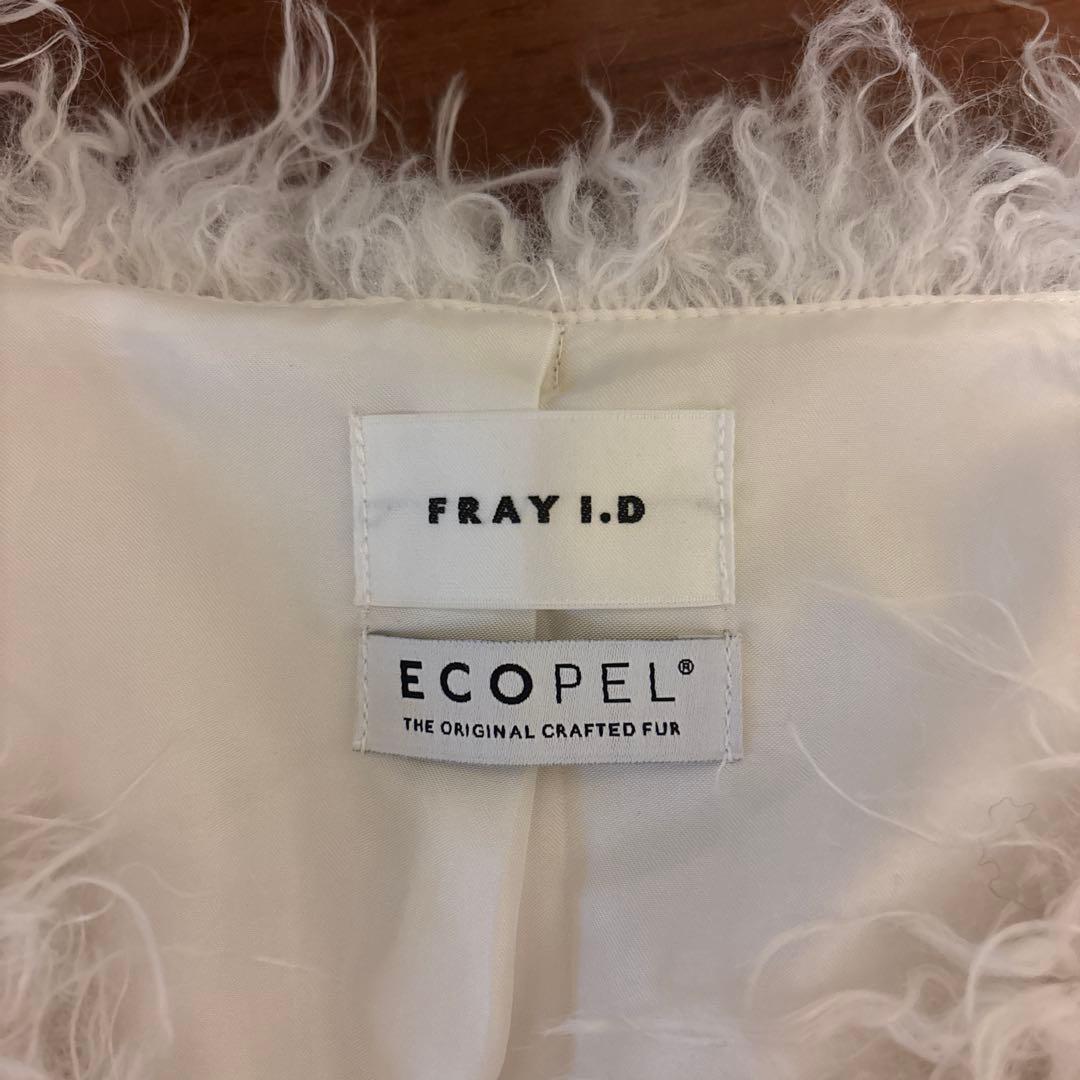 FRAY I.D
ECOPEL®
THE ORIGINAL CRAFTED FUR